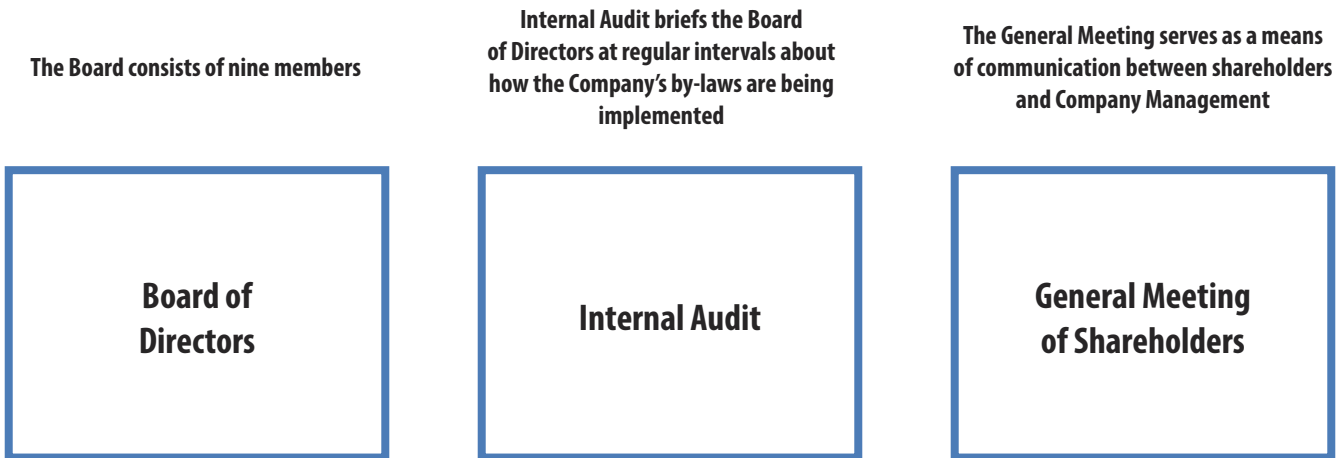 The Board consists of nine members
Internal Audit briefs the Board
of Directors at regular intervals about
how the Company’s by-laws are being
implemented
The General Meeting serves as a means
of communication between shareholders
and Company Management
Board of
Directors
Internal Audit
General Meeting
of Shareholders